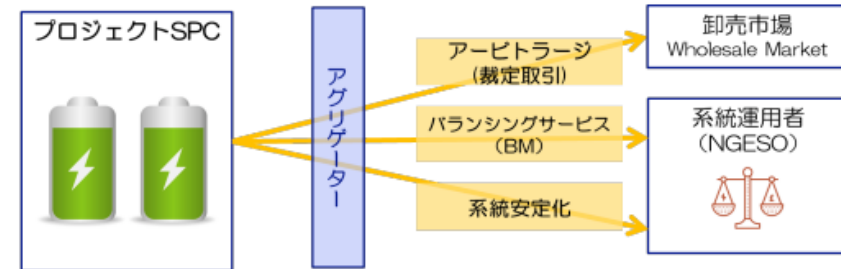 プロジェクトSPC
アグリゲーター
アービトラージ
(裁定取引)
バランシングサービス
(BM)
系統安定化
卸売市場
Wholesale Market
系統運用者
(NGESO)